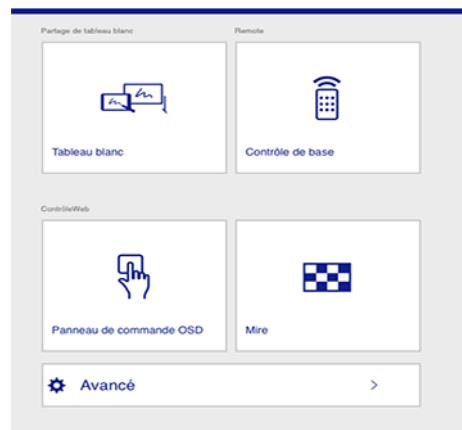 Partage de tableau blanc
Remote
Tableau blanc
Contrôle de base
ContrôleWeb
Panneau de commande OSD
Mire
Avancé